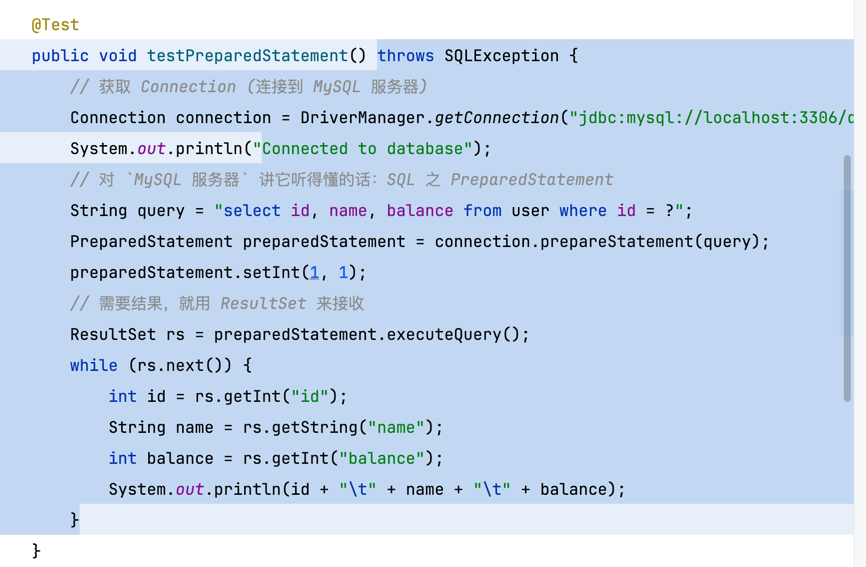 @Test
public void testPreparedStatement() throws SQLException {
// 获取 Connection (连接到 MySQL 服务器)
Connection connection = DriverManager.getConnection("jdbc:mysql://localhost:3306/
System.out.println("Connected to database");
// 对 `MySQL 服务器` 讲它听得懂的话: SQL 之 PreparedStatement
String query = "select id, name, balance from user where id = ?";
PreparedStatement preparedStatement = connection.prepareStatement(query);
preparedStatement.setInt(1, 1);
// 需要结果, 就用 ResultSet 来接收
ResultSet rs = preparedStatement.executeQuery();
while (rs.next()) {
int id = rs.getInt("id");
String name = rs.getString("name");
int balance = rs.getInt("balance");
System.out.println(id + "\t" + name + "\t" + balance);
}
}